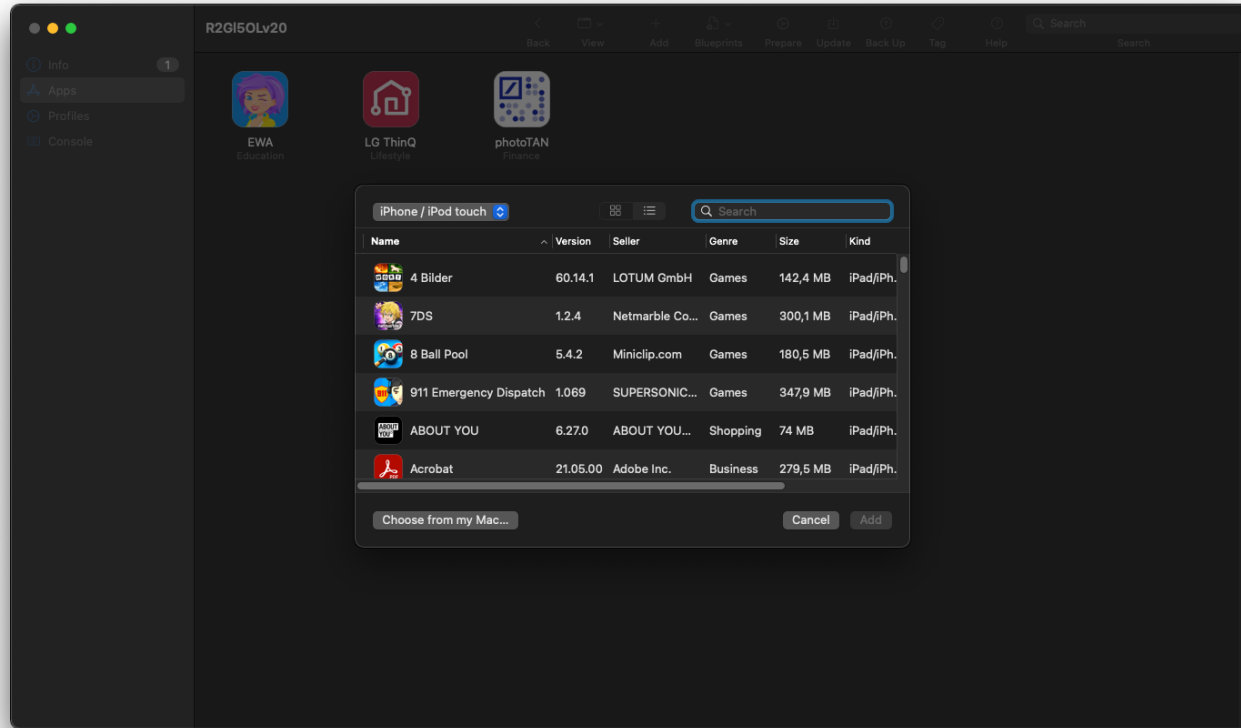 R2GI5OLv20
Back View Add Blueprints Prepare Update Back Up Tag Help Search
Search
Info 1
Apps
Profiles
Console
EWA
Education
LG ThinQ
Lifestyle
photoTAN
Finance
iPhone / iPod touch
Search
Name Version Seller Genre Size Kind
4 Bilder 60.14.1 LOTUM GmbH Games 142,4 MB iPad/iPh.
7DS 1.2.4 Netmarble Co... Games 300,1 MB iPad/iPh.
8 Ball Pool 5.4.2 Miniclip.com Games 180,5 MB iPad/iPh.
911 Emergency Dispatch 1.069 SUPERSONIC... Games 347,9 MB iPad/iPh.
ABOUT YOU
ABOUT YOU 6.27.0 ABOUT YOU... Shopping 74 MB iPad/iPh.
PDF
Acrobat 21.05.00 Adobe Inc. Business 279,5 MB iPad/iPh.
Choose from my Mac...
Cancel Add